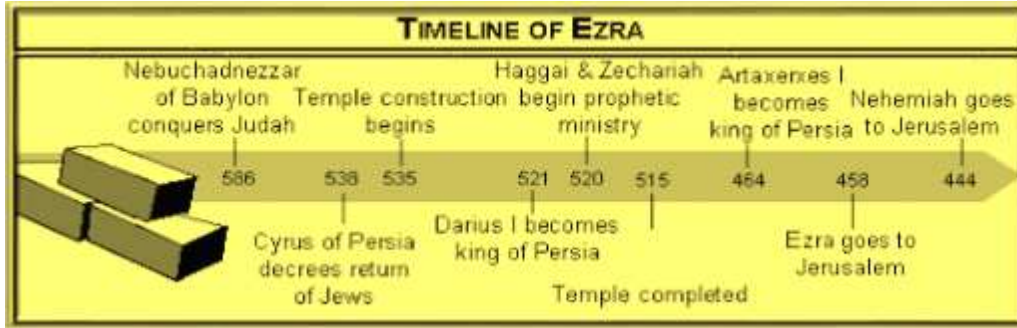 TIMELINE OF EZRA
Nebuchadnezzar
of Babylon
conquers Judah
Temple construction
begins
Haggai & Zechariah
begin prophetic
ministry
Artaxerxes I
becomes
king of Persia
Nehemiah goes
to Jerusalem
586 538 535 521 520 515 464 458 444
Cyrus of Persia
decrees return
of Jews
Darius I becomes
king of Persia
Temple completed
Ezra goes to
Jerusalem